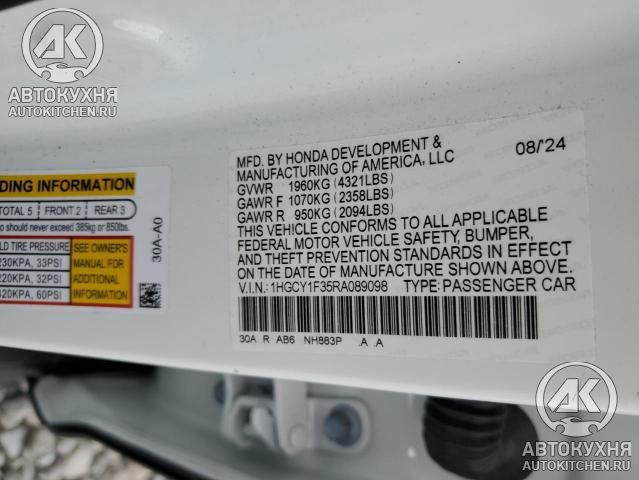 АВТОКУХНЯ
AUTOKITCHEN.RU
MFD. BY HONDA DEVELOPMENT &
MANUFACTURING OF AMERICA, LLC
08/'24
GVWR 1960KG (4321LBS)
GAWR F 1070KG (2358LBS)
GAWR R 950KG (2094LBS)
THIS VEHICLE CONFORMS TO ALL APPLICABLE
FEDERAL MOTOR VEHICLE SAFETY, BUMPER,
AND THEFT PREVENTION STANDARDS IN EFFECT
ON THE DATE OF MANUFACTURE SHOWN ABOVE.
V.I.N.: 1HGCY1F35RA089098 TYPE: PASSENGER CAR
30A R AB6 NH883P .A .A
DING INFORMATION
TOTAL 5 FRONT 2 REAR 3
o should never exceed 385kg or 850lbs.
LD TIRE PRESSURE
230KPA, 33PSI
220KPA, 32PSI
420KPA, 60PSI
SEE OWNER'S
MANUAL FOR
ADDITIONAL
INFORMATION
30A-A0
АК
АВТОКУХНЯ
AUTOKITCHEN.RU